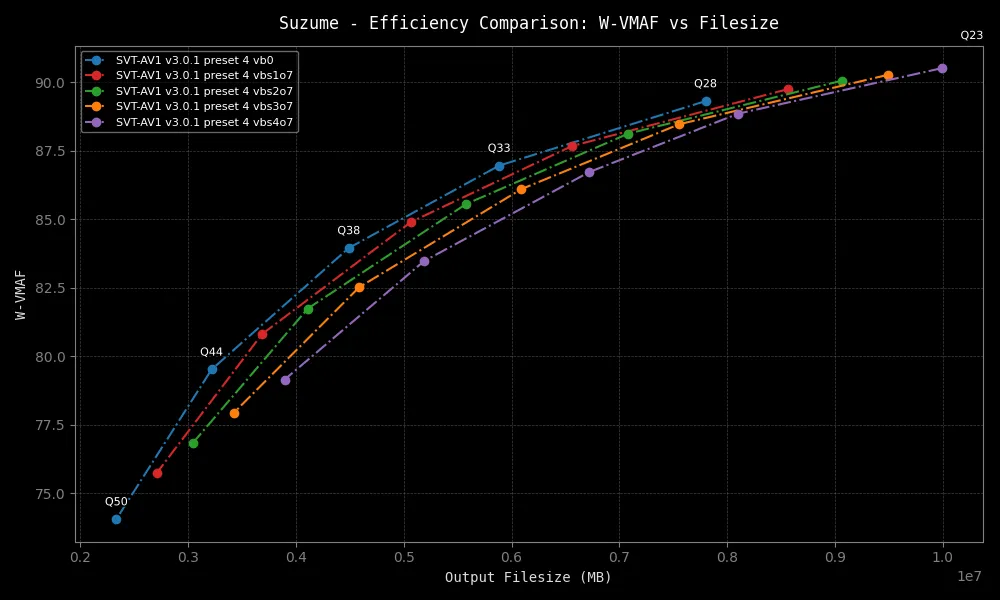 Suzume - Efficiency Comparison: W-VMAF vs Filesize
Q23
SVT-AV1 v3.0.1 preset 4 vb0
SVT-AV1 v3.0.1 preset 4 vbs1o7
SVT-AV1 v3.0.1 preset 4 vbs2o7
SVT-AV1 v3.0.1 preset 4 vbs3o7
SVT-AV1 v3.0.1 preset 4 vbs4o7
Q28
Q33
Q38
Q44
Q50
W-VMAF
90.0
87.5
85.0
82.5
80.0
77.5
75.0
0.2 0.3 0.4 0.5 0.6 0.7 0.8 0.9 1.0
1e7
Output Filesize (MB)